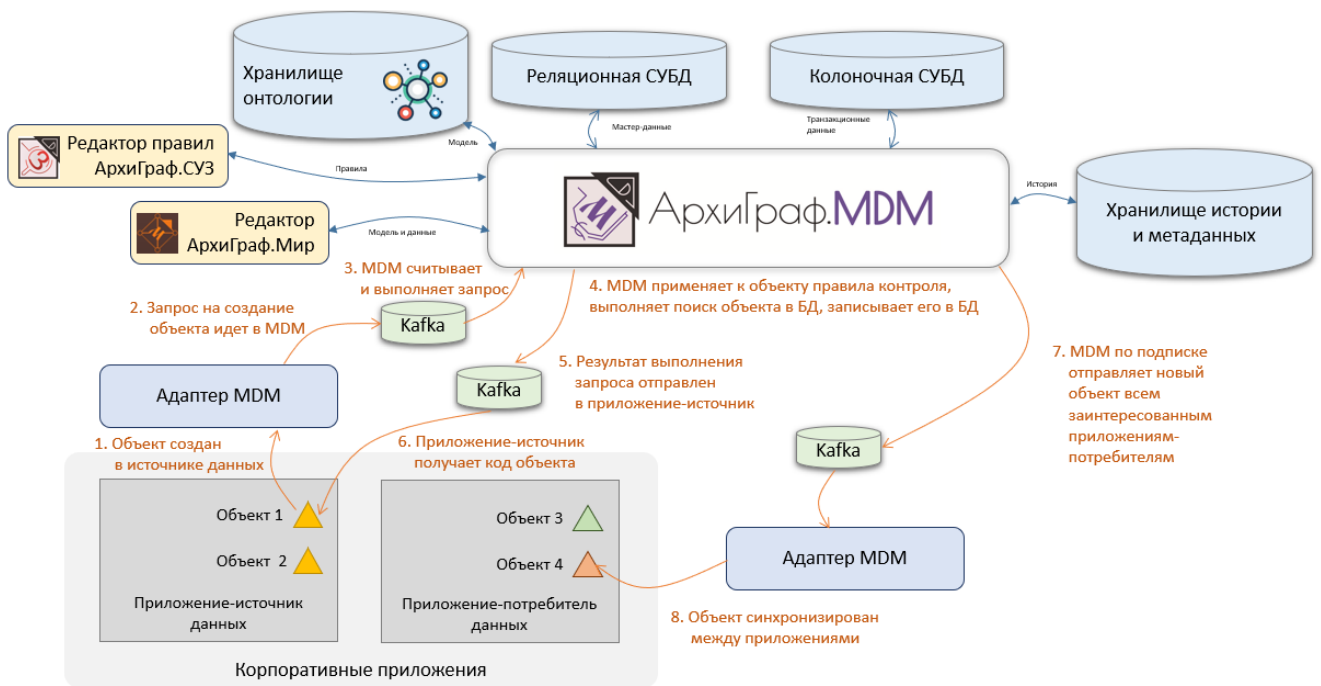 Хранилище
онтологии
Реляционная СУБД
Колоночная СУБД
Мастер-данные
Транзакционные
данные
Модель
Редактор правил
АрхиГраф.СУЗ
Правила
АрхиГраф.MDM
История
Хранилище истории
и метаданных
Редактор
АрхиГраф.Мир
Модель и данные
3. MDM считывает
и выполняет запрос
4. MDM применяет к объекту правила контроля,
выполняет поиск объекта в БД, записывает его в БД
2. Запрос на создание
объекта идет в MDM
Kafka
5. Результат выполнения
запроса отправлен
в приложение-источник
Kafka
7. MDM по подписке
отправляет новый
объект всем
заинтересованным
приложениям-
потребителям
Адаптер MDM
1. Объект создан
в источнике данных
6. Приложение-источник
получает код объекта
Kafka
Объект 1
Объект 2
Приложение-источник
данных
Объект 3
Объект 4
Приложение-потребитель
данных
Адаптер MDM
8. Объект синхронизирован
между приложениями
Корпоративные приложения